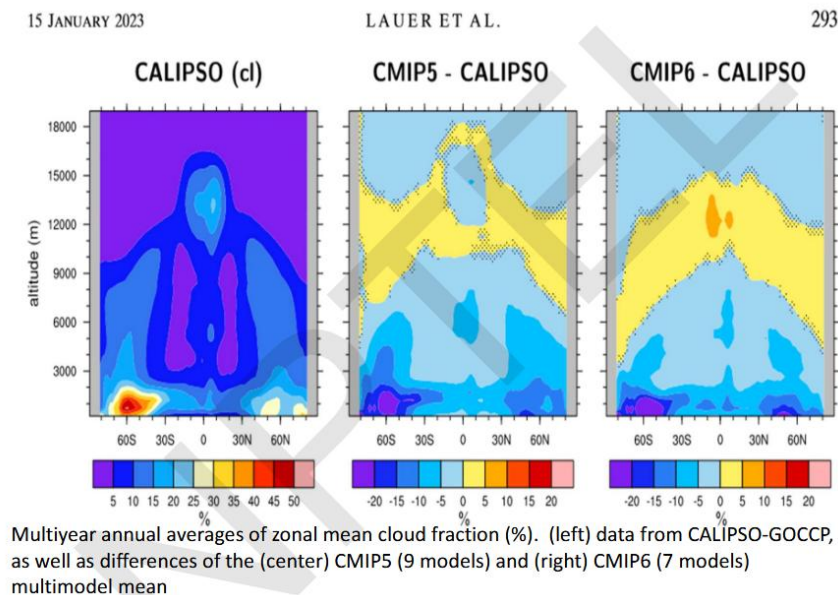 15 JANUARY 2023 LAUER ET AL. 293
CALIPSO (cl) CMIP5 - CALIPSO CMIP6 - CALIPSO
altitude (m)
18000
15000
12000
9000
6000
3000
60S 30S 0 30N 60N 60S 30S 0 30N 60N 60S 30S 0 30N 60N
5 10 15 20 25 30 35 40 45 50 -20 -15 -10 -5 0 5 10 15 20 -20 -15 -10 -5 0 5 10 15 20
% % %
Multiyear annual averages of zonal mean cloud fraction (%). (left) data from CALIPSO-GOCCP,
as well as differences of the (center) CMIP5 (9 models) and (right) CMIP6 (7 models)
multimodel mean
NPTEL